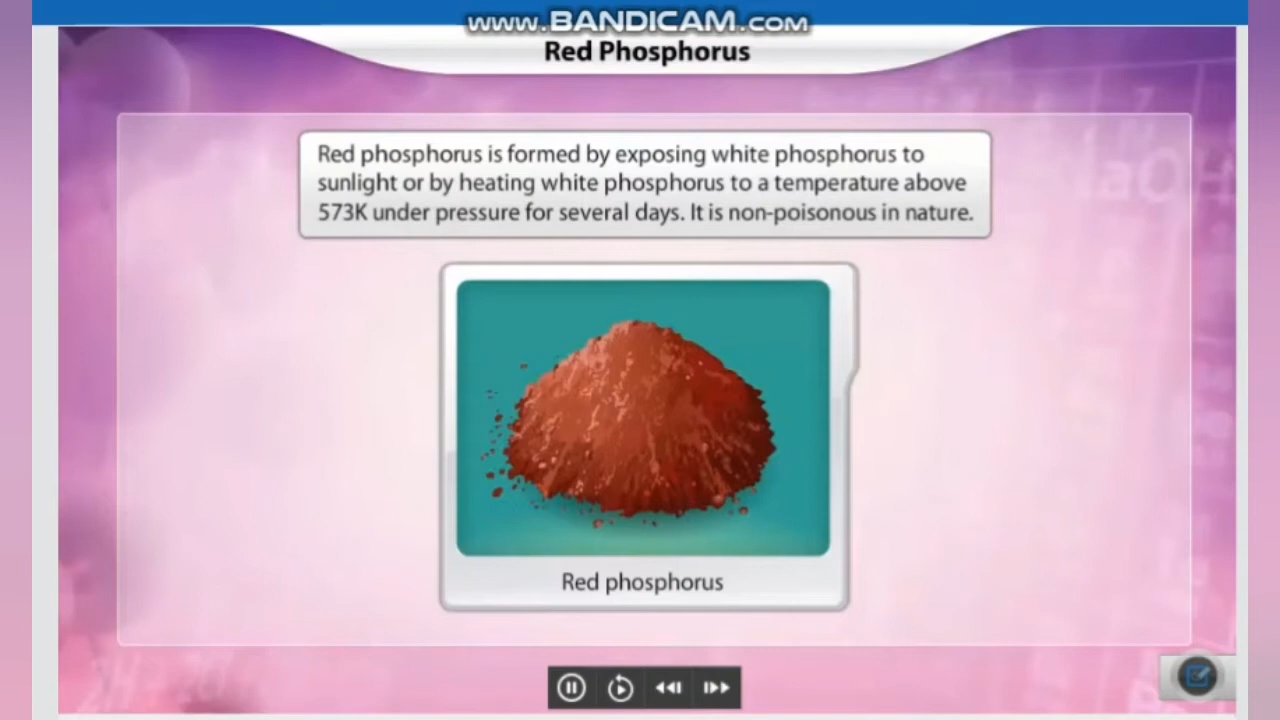 www.BANDICAM.com
Red Phosphorus
Red phosphorus is formed by exposing white phosphorus to
sunlight or by heating white phosphorus to a temperature above
573K under pressure for several days. It is non-poisonous in nature.
Red phosphorus